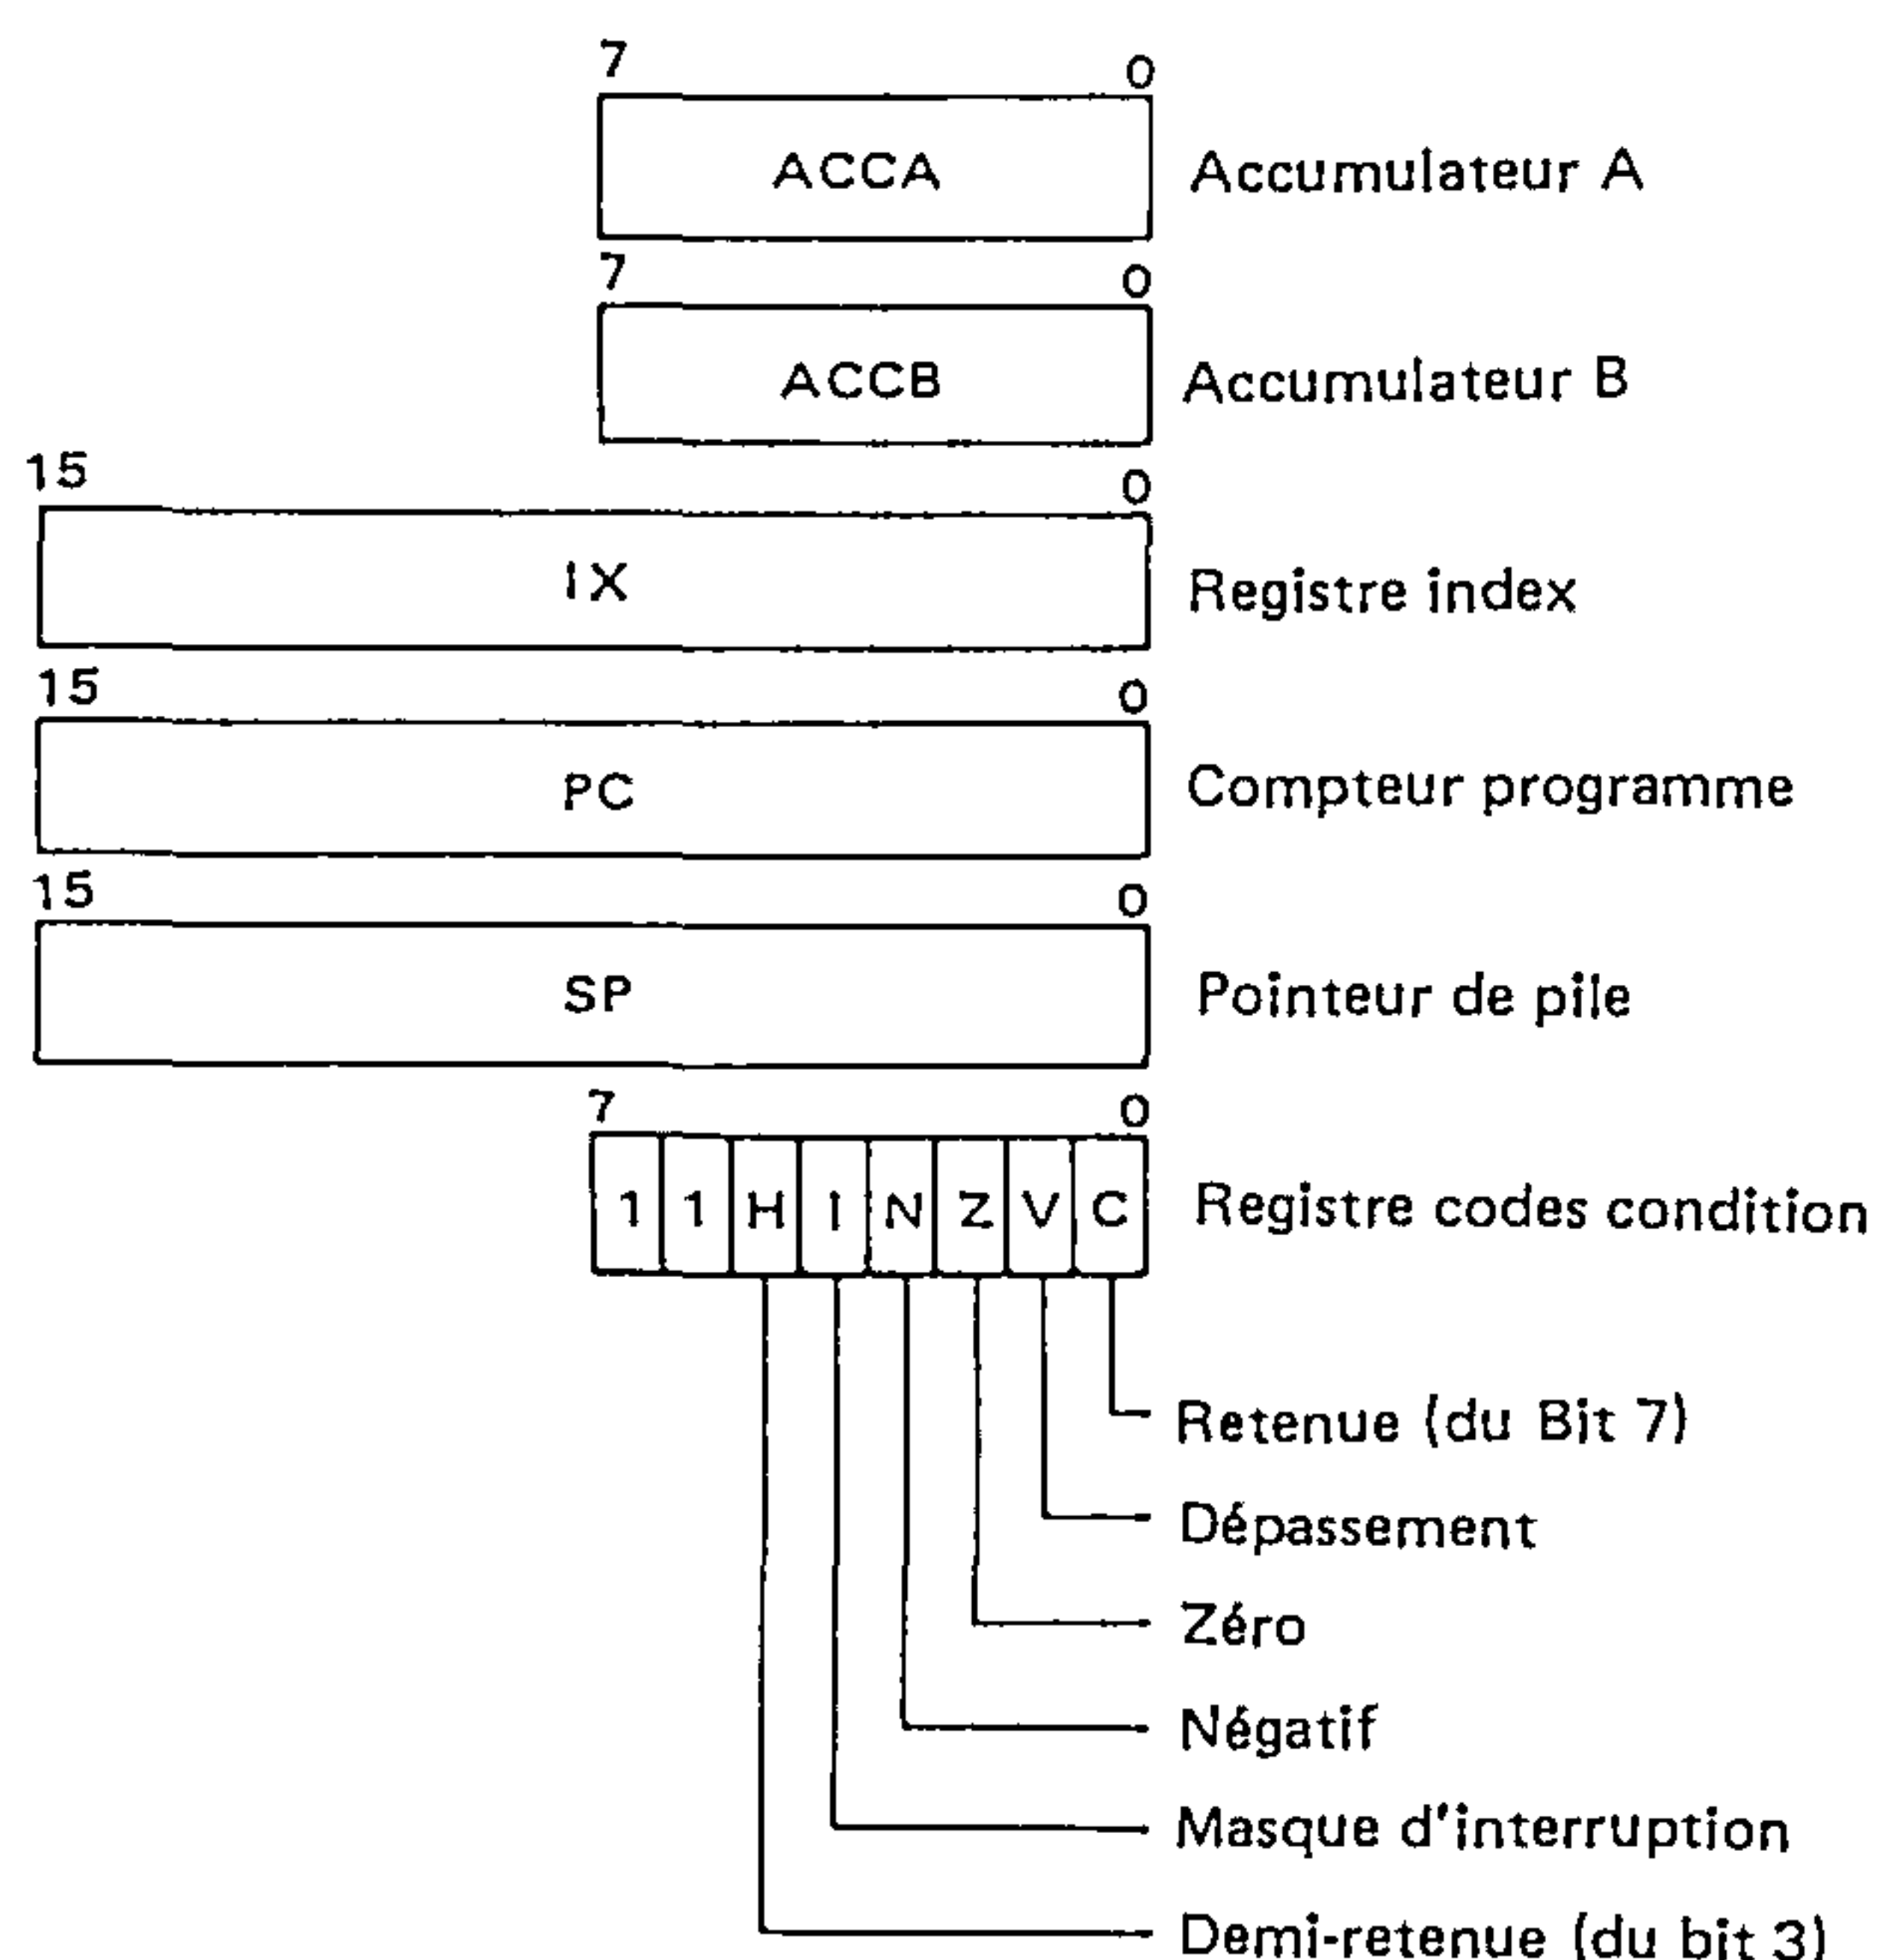 7 0
ACCA Accumulateur A
7 0
ACCB Accumulateur B
15 0
IX Registre index
15 0
PC Compteur programme
15 0
SP Pointeur de pile
7 0
1 1 H I N Z V C Registre codes condition
Retenue (du Bit 7)
Dépassement
Zéro
Négatif
Masque d'interruption
Demi-retenue (du bit 3)